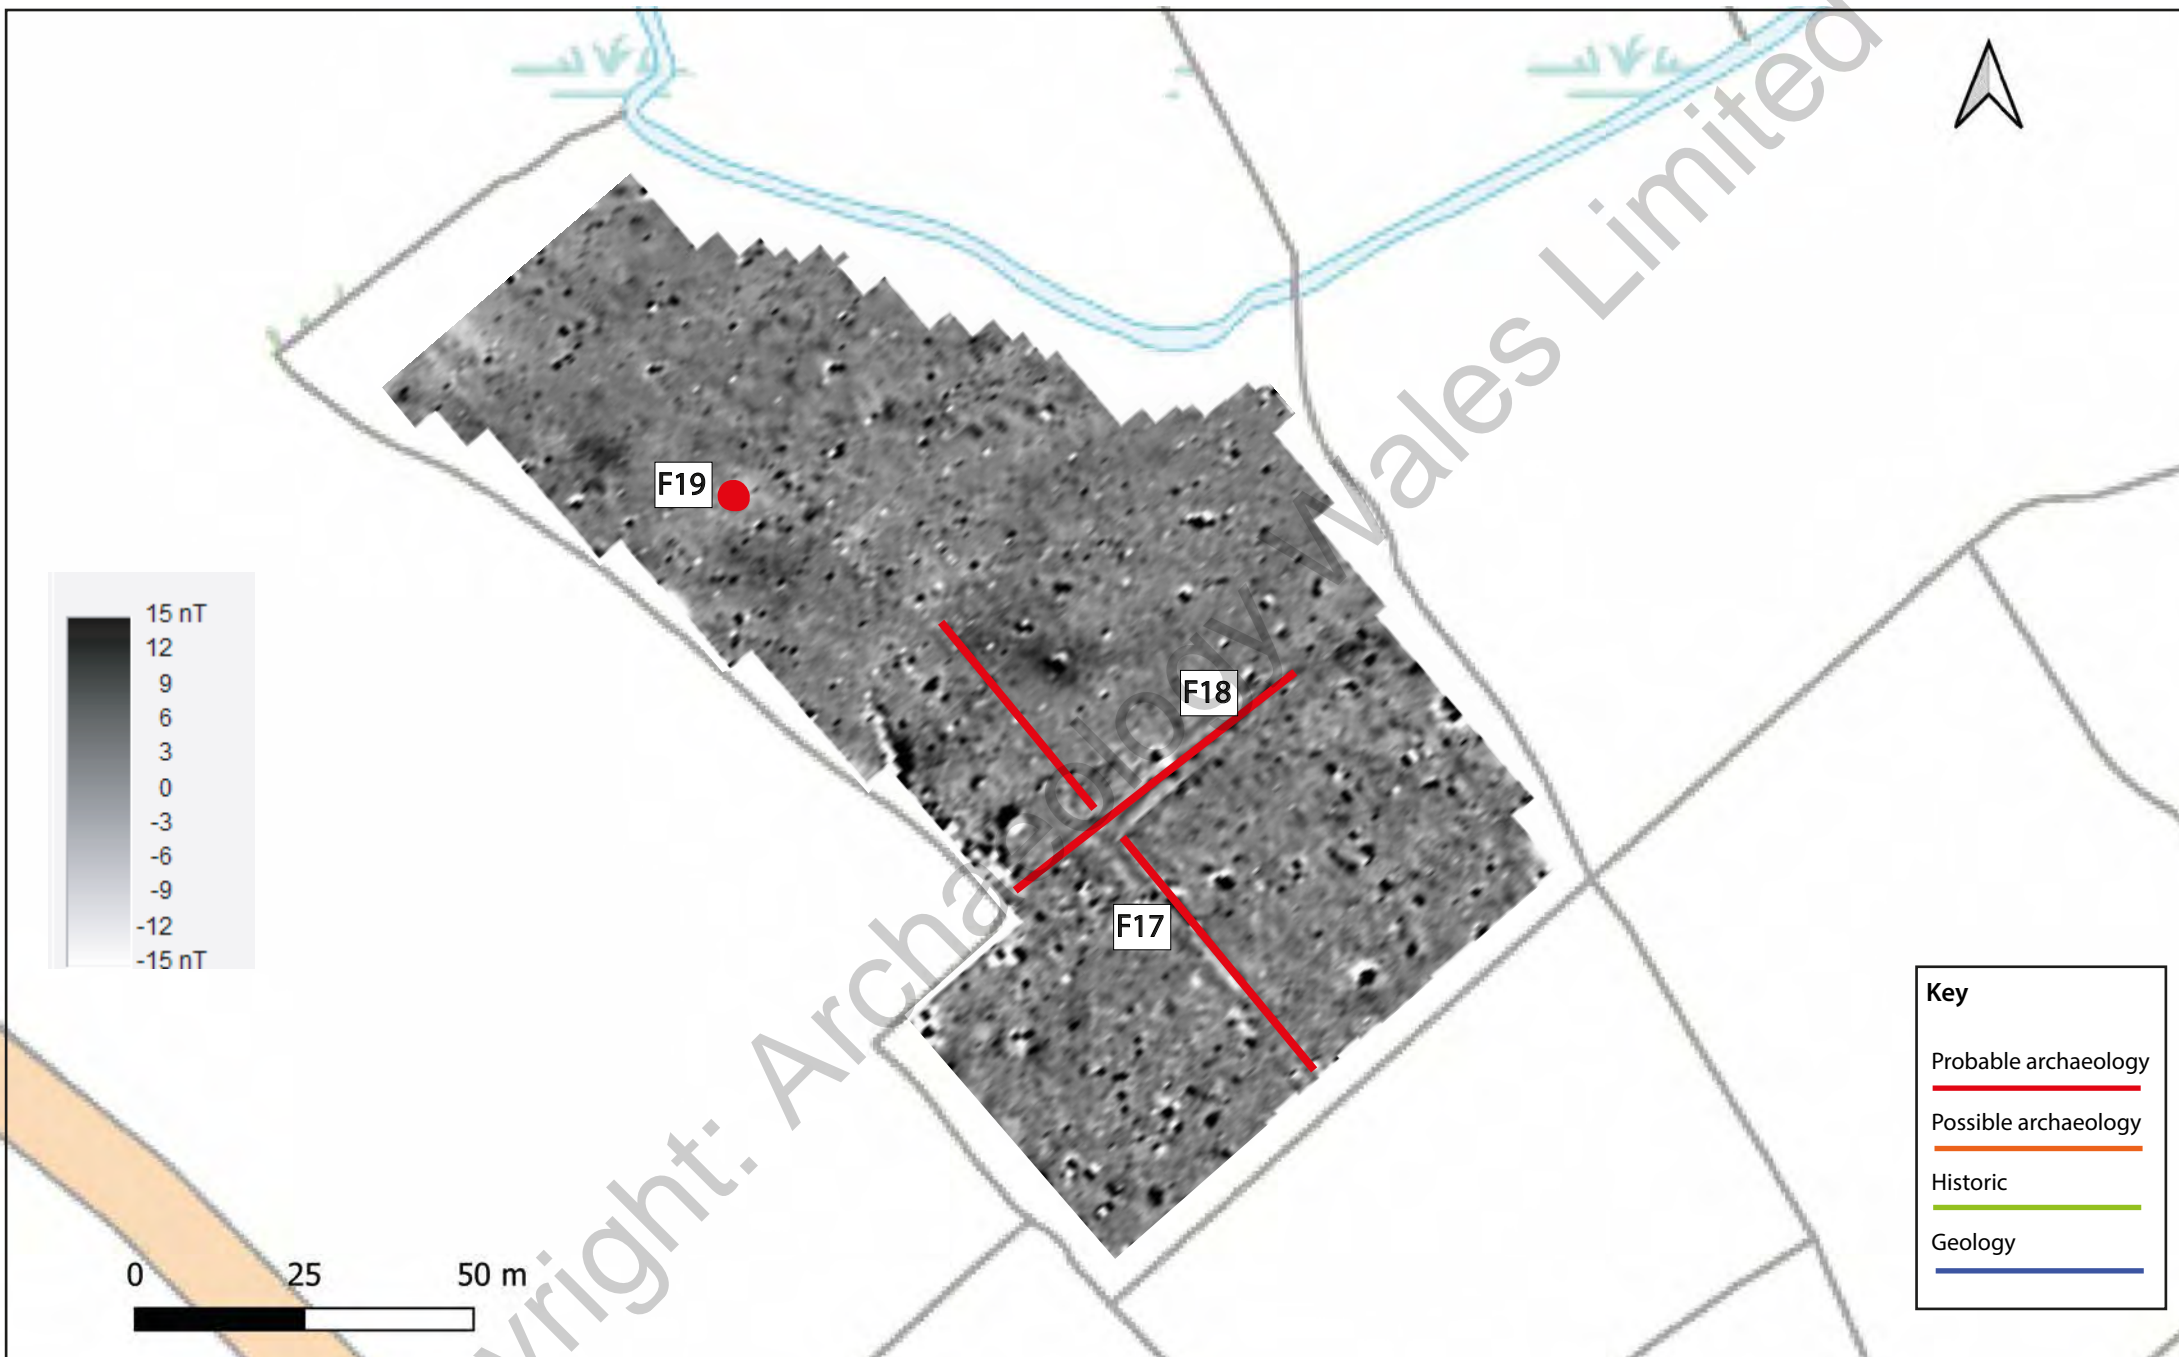 F19
F18
F17
15 nT
12
9
6
3
0
-3
-6
-9
-12
-15 nT
0 25 50 m
Key
Probable archaeology
Possible archaeology
Historic
Geology
yright: Archaeology Wales Limited